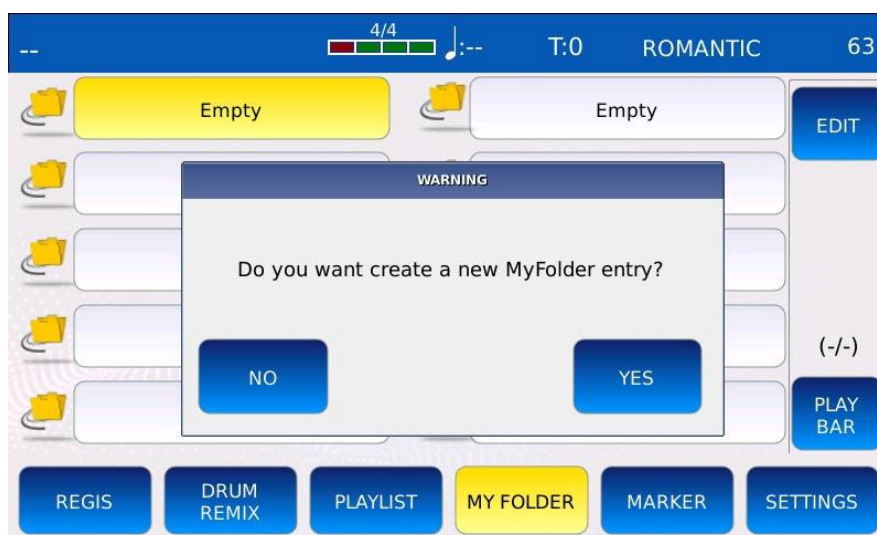 --
4/4
:--
T:0
ROMANTIC
63
Empty
Empty
EDIT
WARNING
Do you want create a new MyFolder entry?
NO
YES
(-/-)
PLAY
BAR
REGIS
DRUM
REMIX
PLAYLIST
MY FOLDER
MARKER
SETTINGS